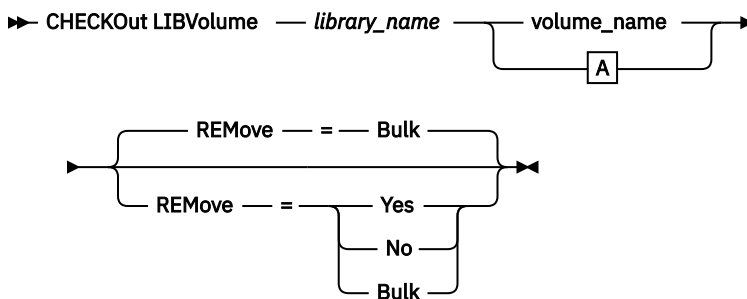 CHECKOut LIBVolume library_name volume_name
A
REMove = Bulk
REMove = Yes
No
Bulk